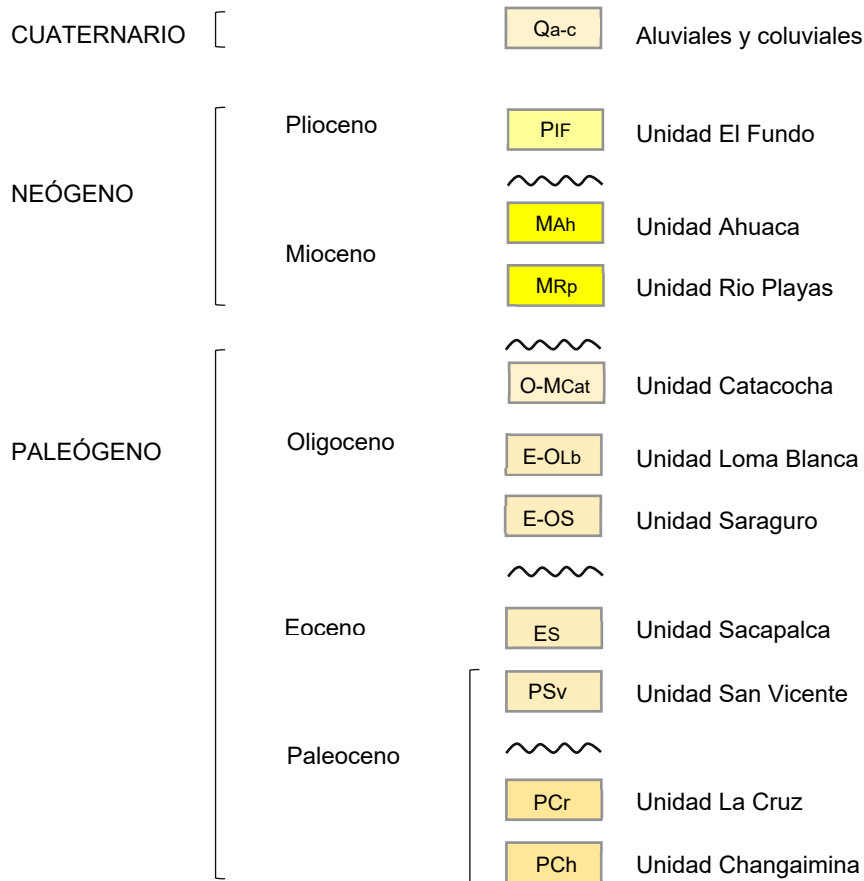 CUATERNARIO Qa-c Aluviales y coluviales
Plioceno PlF Unidad El Fundo
NEÓGENO
MAh Unidad Ahuaca
Mioceno
MRp Unidad Rio Playas
O-MCat Unidad Catacocha
PALEÓGENO Oligoceno E-OLb Unidad Loma Blanca
E-OS Unidad Saraguro
Eoceno ES Unidad Sacapalca
PSv Unidad San Vicente
Paleoceno
PCr Unidad La Cruz
PCh Unidad Changaimina